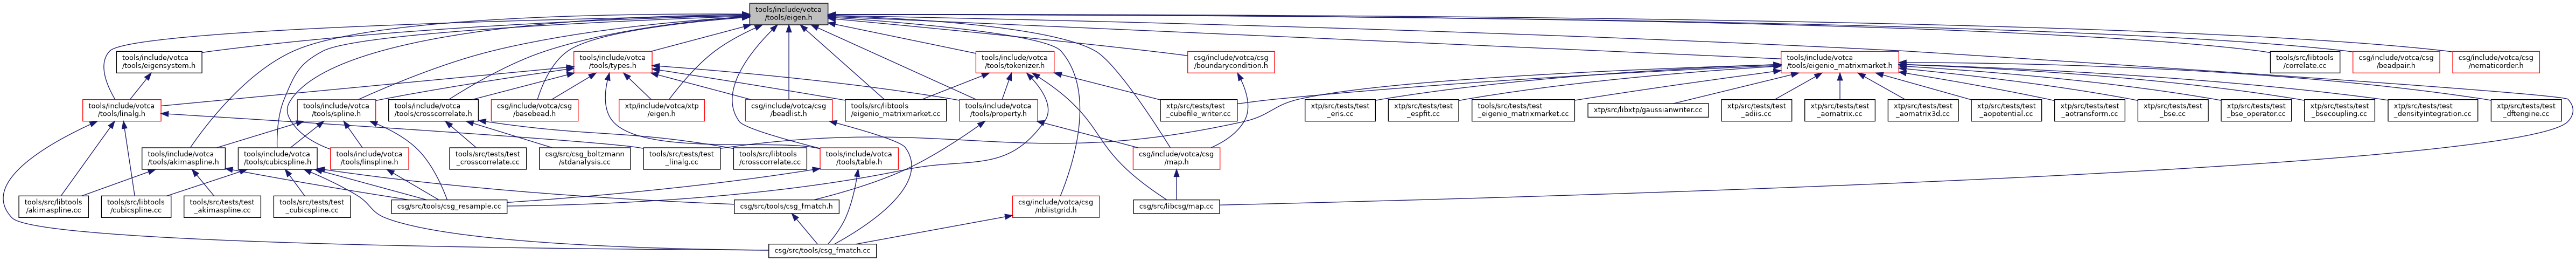 tools/include/votca
/tools/eigen.h
tools/include/votca
/tools/eigensystem.h
tools/include/votca
/tools/types.h
tools/include/votca
/tools/tokenizer.h
csg/include/votca/csg
/boundarycondition.h
tools/include/votca
/tools/eigenio_matrixmarket.h
tools/src/libtools
/correlate.cc
csg/include/votca/csg
/beadpair.h
csg/include/votca/csg
/nematicorder.h
tools/include/votca
/tools/linalg.h
tools/include/votca
/tools/spline.h
tools/include/votca
/tools/crosscorrelate.h
csg/include/votca/csg
/basebead.h
xtp/include/votca/xtp
/eigen.h
csg/include/votca/csg
/beadlist.h
tools/src/libtools
/eigenio_matrixmarket.cc
tools/include/votca
/tools/property.h
xtp/src/tests/test
_cubefile_writer.cc
xtp/src/tests/test
_eris.cc
xtp/src/tests/test
_espfit.cc
tools/src/tests/test
_eigenio_matrixmarket.cc
xtp/src/libxtp/gaussianwriter.cc
xtp/src/tests/test
_adiis.cc
xtp/src/tests/test
_aomatrix.cc
xtp/src/tests/test
_aomatrix3d.cc
xtp/src/tests/test
_aopotential.cc
xtp/src/tests/test
_aotransform.cc
xtp/src/tests/test
_bse.cc
xtp/src/tests/test
_bse_operator.cc
xtp/src/tests/test
_bsecoupling.cc
xtp/src/tests/test
_densityintegration.cc
xtp/src/tests/test
_dftengine.cc
tools/include/votca
/tools/akimaspline.h
tools/include/votca
/tools/cubicspline.h
tools/include/votca
/tools/linspline.h
tools/src/tests/test
_crosscorrelate.cc
csg/src/csg_boltzmann
/stdanalysis.cc
tools/src/tests/test
_linalg.cc
tools/src/libtools
/crosscorrelate.cc
tools/include/votca
/tools/table.h
csg/include/votca/csg
/map.h
tools/src/libtools
/akimaspline.cc
tools/src/libtools
/cubicspline.cc
tools/src/tests/test
_akimaspline.cc
tools/src/tests/test
_cubicspline.cc
csg/src/tools/csg_resample.cc
csg/src/tools/csg_fmatch.h
csg/include/votca/csg
/nblistgrid.h
csg/src/libcsg/map.cc
csg/src/tools/csg_fmatch.cc